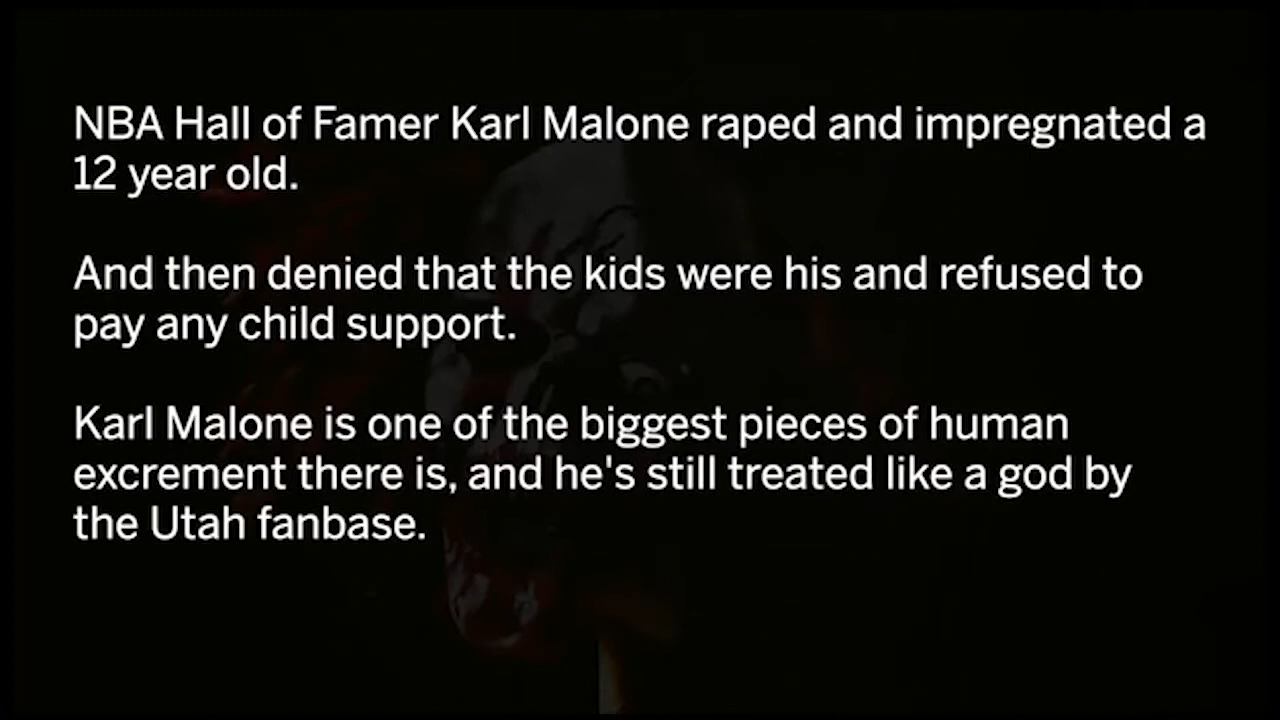 NBA Hall of Famer Karl Malone raped and impregnated a
12 year old.
And then denied that the kids were his and refused to
pay any child support.
Karl Malone is one of the biggest pieces of human
excrement there is, and he's still treated like a god by
the Utah fanbase.